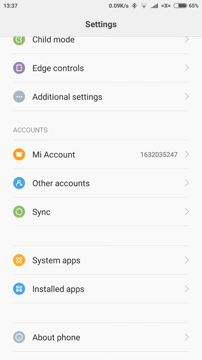 13:37 0.09K/s 65%
Settings
Child mode
Edge controls
Additional settings
ACCOUNTS
Mi Account 1632035247
Other accounts
Sync
System apps
Installed apps
About phone